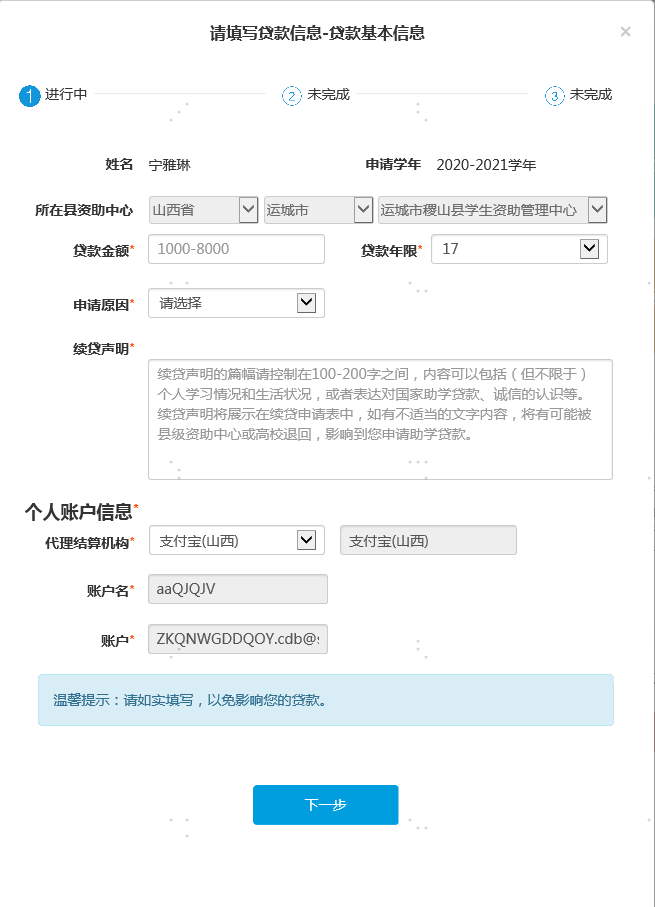 请填写贷款信息-贷款基本信息 ×
1 进行中 2 未完成 3 未完成
姓名 宁雅琳 申请学年 2020-2021学年
所在县资助中心 山西省 运城市 运城市稷山县学生资助管理中心
贷款金额* 1000-8000 贷款年限* 17
申请原因* 请选择
续贷声明*
续贷声明的篇幅请控制在100-200字之间，内容可以包括（但不限于）
个人学习情况和生活状况，或者表达对国家助学贷款、诚信的认识等。
续贷声明将展示在续贷申请表中，如有不适当的文字内容，将有可能被
县级资助中心或高校退回，影响到您申请助学贷款。
个人账户信息*
代理结算机构* 支付宝(山西) 支付宝(山西)
账户名* aaQJQJV
账户* ZKQNWGDDQOY.cdb@
温馨提示：请如实填写，以免影响您的贷款。
下一步